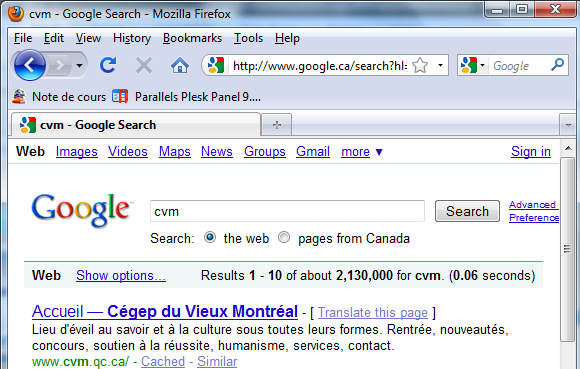 cvm - Google Search - Mozilla Firefox
File Edit View History Bookmarks Tools Help
http://www.google.ca/search?hl= Google
Note de cours Parallels Plesk Panel 9....
cvm - Google Search
Web Images Videos Maps News Groups Gmail more ▼ Sign in
Google™ cvm Search Advanced
Preference
Search: the web pages from Canada
Web Show options... Results 1 - 10 of about 2,130,000 for cvm. (0.06 seconds)
Accueil — Cégep du Vieux Montréal - [ Translate this page ]
Lieu d'éveil au savoir et à la culture sous toutes leurs formes. Rentrée, nouveautés,
concours, soutien à la réussite, humanisme, services, contact.
www.cvm.qc.ca/ - Cached - Similar